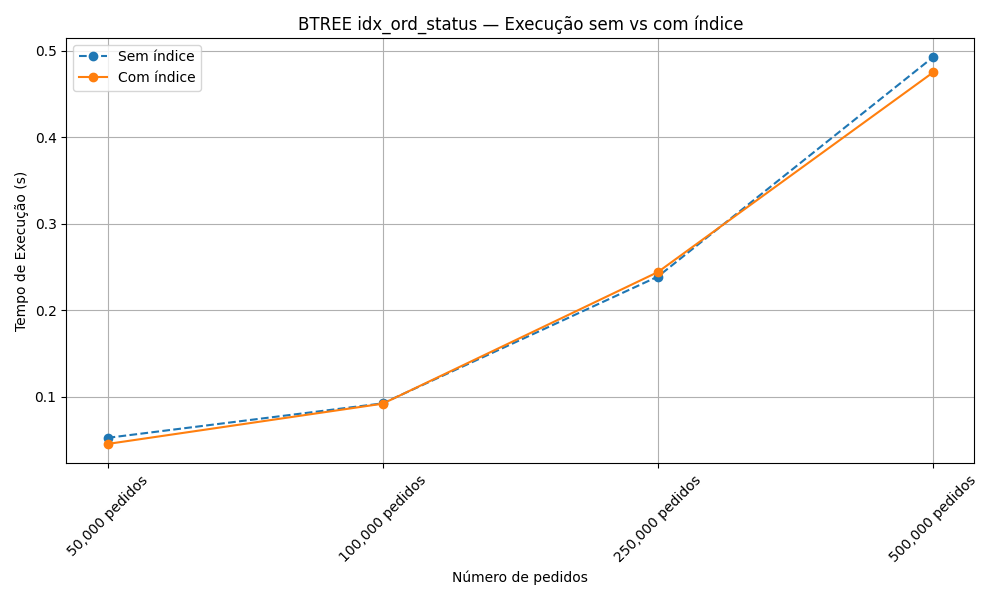 BTREE idx_ord_status — Execução sem vs com índice
Sem índice
Com índice
Tempo de Execução (s)
0.5
0.4
0.3
0.2
0.1
50,000 pedidos
100,000 pedidos
250,000 pedidos
500,000 pedidos
Número de pedidos